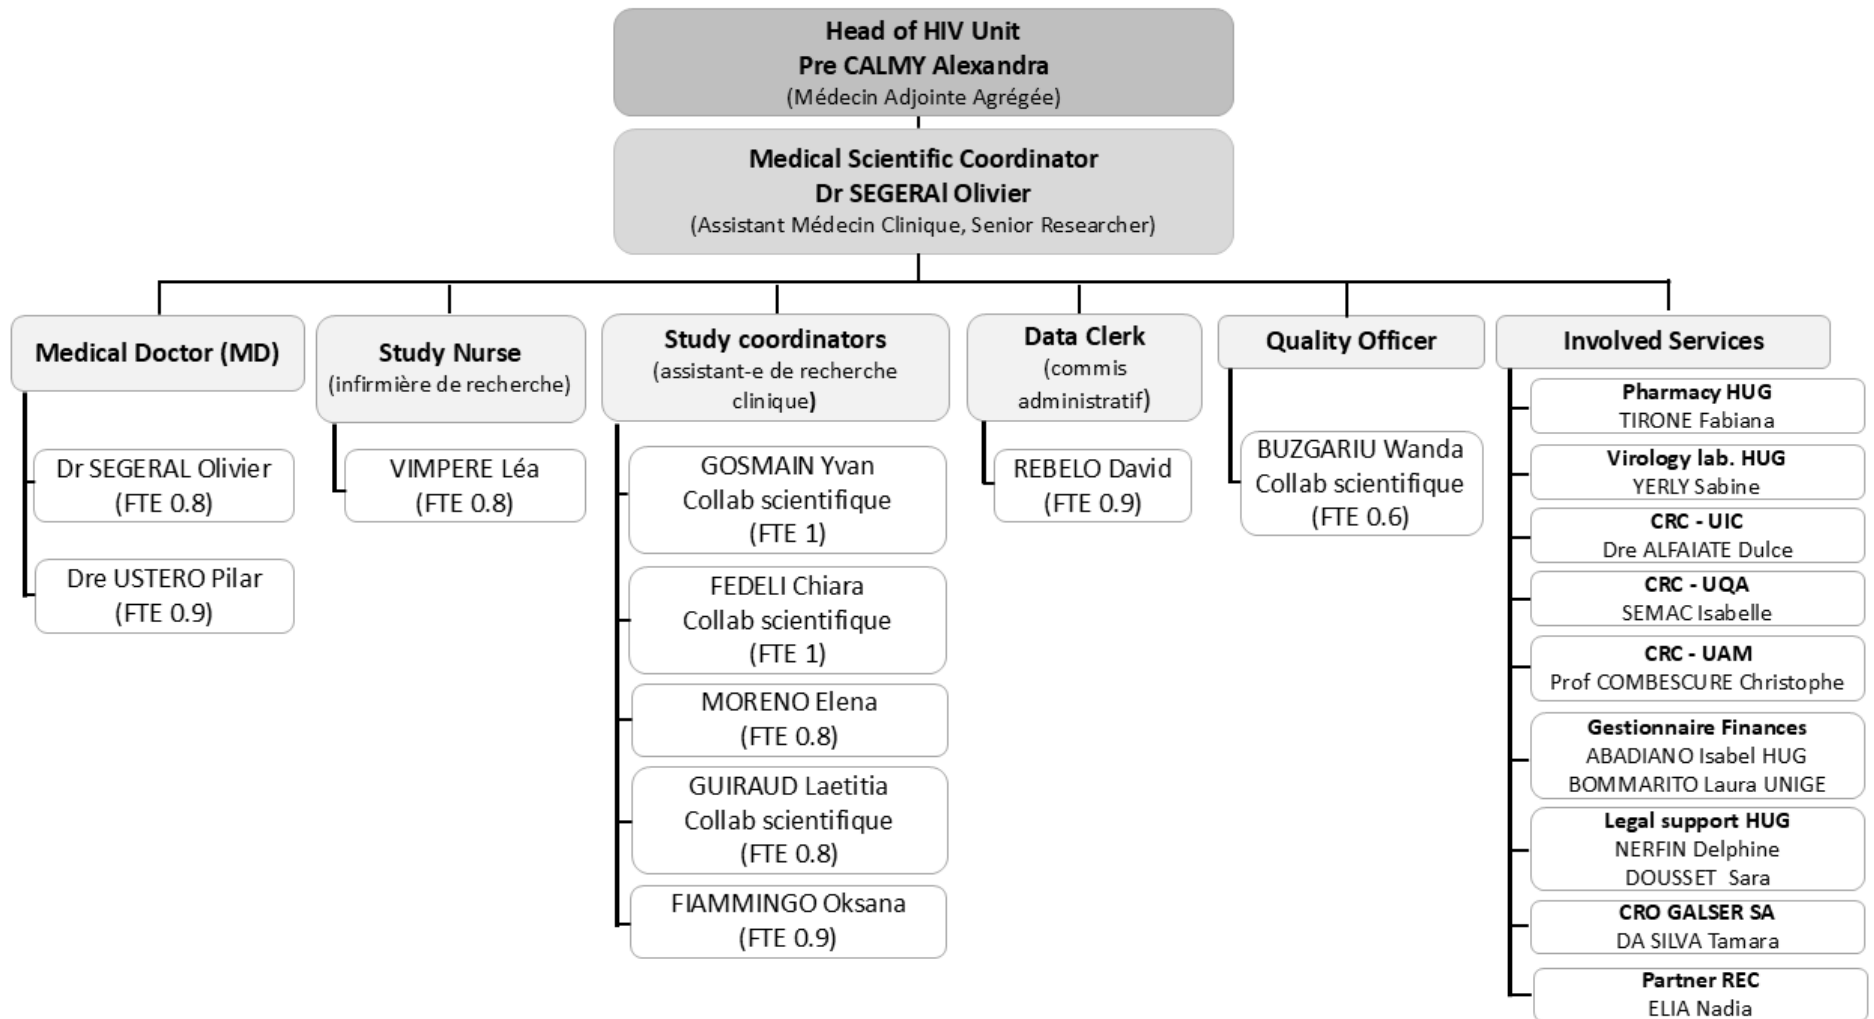 Head of HIV Unit
Pre CALMY Alexandra
(Médecin Adjointe Agrégée)
Medical Scientific Coordinator
Dr SEGERAl Olivier
(Assistant Médecin Clinique, Senior Researcher)
Medical Doctor (MD)
Dr SEGERAL Olivier
(FTE 0.8)
Dre USTERO Pilar
(FTE 0.9)
Study Nurse
(infirmière de recherche)
VIMPERE Léa
(FTE 0.8)
Study coordinators
(assistant-e de recherche
clinique)
GOSMAIN Yvan
Collab scientifique
(FTE 1)
FEDELI Chiara
Collab scientifique
(FTE 1)
MORENO Elena
(FTE 0.8)
GUIRAUD Laetitia
Collab scientifique
(FTE 0.8)
FIAMMINGO Oksana
(FTE 0.9)
Data Clerk
(commis
administratif)
REBELO David
(FTE 0.9)
Quality Officer
BUZGARIU Wanda
Collab scientifique
(FTE 0.6)
Involved Services
Pharmacy HUG
TIRONE Fabiana
Virology lab. HUG
YERLY Sabine
CRC - UIC
Dre ALFAIATE Dulce
CRC - UQA
SEMAC Isabelle
CRC - UAM
Prof COMBESCURE Christophe
Gestionnaire Finances
ABADIANO Isabel HUG
BOMMARITO Laura UNIGE
Legal support HUG
NERFIN Delphine
DOUSSET Sara
CRO GALSER SA
DA SILVA Tamara
Partner REC
ELIA Nadia